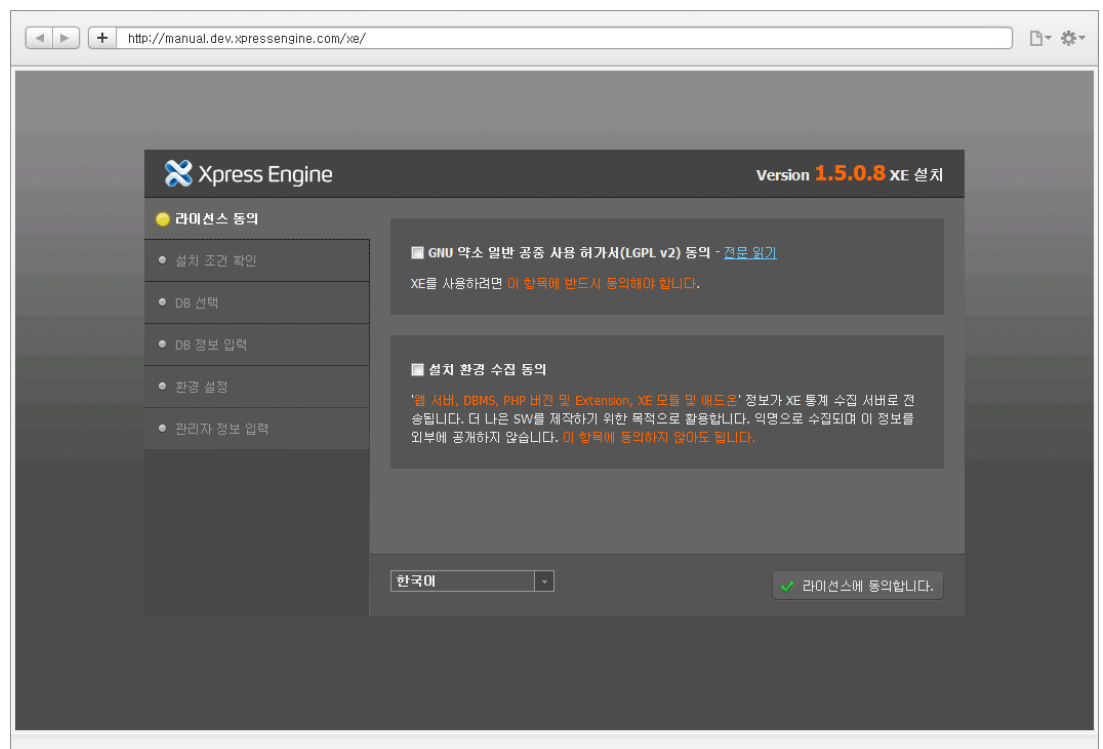 http://manual.dev.xpressengine.com/xe/
Xpress Engine
Version 1.5.0.8 XE 설치
라이선스 동의
설치 조건 확인
DB 선택
DB 정보 입력
환경 설정
관리자 정보 입력
GNU 약소 일반 공중 사용 허가서(LGPL v2) 동의 - 전문 읽기
XE를 사용하려면 이 항목에 반드시 동의해야 합니다.
설치 환경 수집 동의
'웹 서버, DBMS, PHP 버전 및 Extension, XE 모듈 및 애드온' 정보가 XE 통계 수집 서버로 전
송됩니다. 더 나은 SW를 제작하기 위한 목적으로 활용합니다. 익명으로 수집되며 이 정보를
외부에 공개하지 않습니다. 이 항목에 동의하지 않아도 됩니다.
한국어
라이선스에 동의합니다.